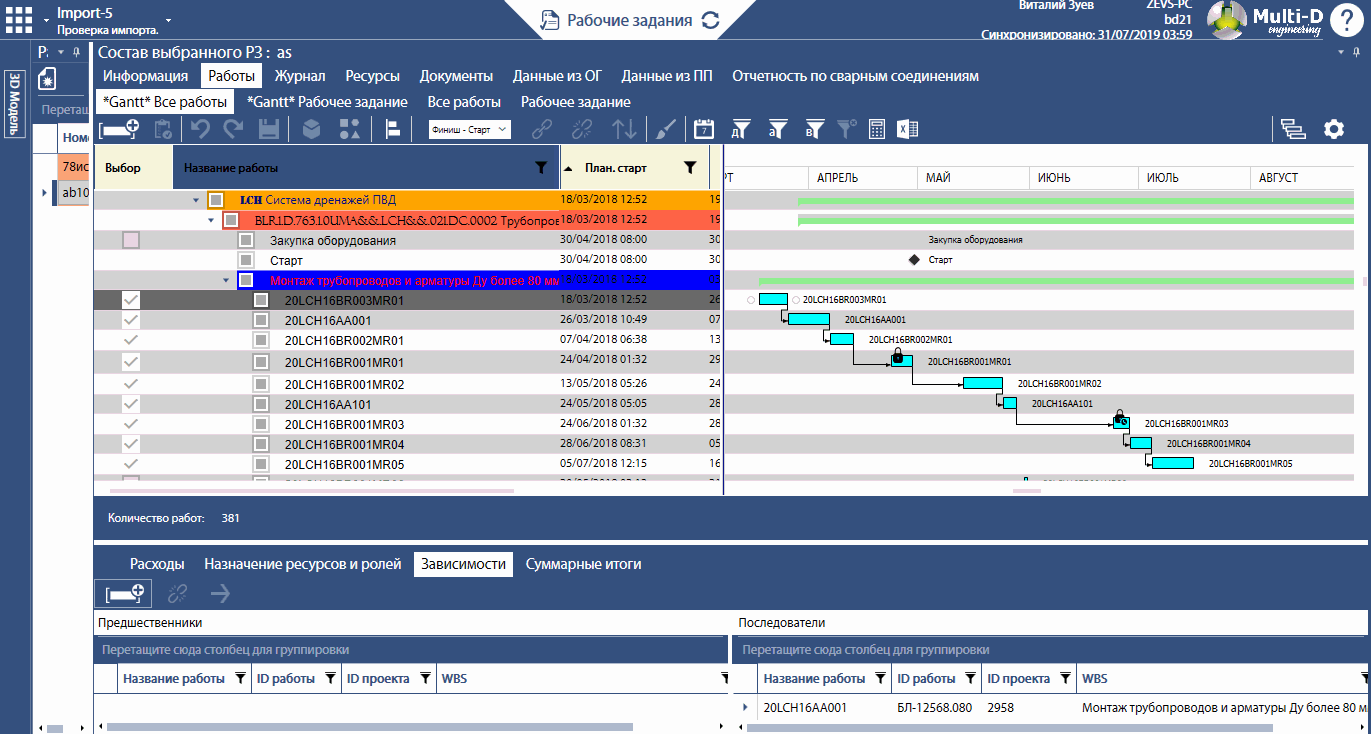 Import-5
Проверка импорта.
Рабочие задания
Виталий Зуев
ZEVS-PC
bd21
Синхронизировано: 31/07/2019 03:59
Multi-D
engineering
?
3D Модель
Р:
Состав выбранного РЗ : as
Информация Работы Журнал Ресурсы Документы Данные из ОГ Данные из ПП Отчетность по сварным соединениям
Перетащ
*Gantt* Все работы *Gantt* Рабочее задание Все работы Рабочее задание
Финиш - Старт
Номе
78ис
ab10
Выбор Название работы План. старт
РТ АПРЕЛЬ МАЙ ИЮНЬ ИЮЛЬ АВГУСТ
LCH Система дренажей ПВД 18/03/2018 12:52 19
BLR1.D.76310UMA&&.LCH&&.021DC.0002 Трубопров 18/03/2018 12:52 19
Закупка оборудования 30/04/2018 08:00 30 Закупка оборудования
Старт 30/04/2018 08:00 30 Старт
Монтаж трубопроводов и арматуры Ду более 80 мм 18/03/2018 12:52
20LCH16BR003MR01 18/03/2018 12:52 26 20LCH16BR003MR01
20LCH16AA001 26/03/2018 10:49 07 20LCH16AA001
20LCH16BR002MR01 07/04/2018 06:38 13 20LCH16BR002MR01
20LCH16BR001MR01 24/04/2018 01:32 29 20LCH16BR001MR01
20LCH16BR001MR02 13/05/2018 05:26 24 20LCH16BR001MR02
20LCH16AA101 24/05/2018 05:05 28 20LCH16AA101
20LCH16BR001MR03 24/06/2018 01:32 28 20LCH16BR001MR03
20LCH16BR001MR04 28/06/2018 08:31 05 20LCH16BR001MR04
20LCH16BR001MR05 05/07/2018 12:15 16 20LCH16BR001MR05
Количество работ: 381
Расходы Назначение ресурсов и ролей Зависимости Суммарные итоги
Предшественники
Перетащите сюда столбец для группировки
Название работы ID работы ID проекта WBS
Последователи
Перетащите сюда столбец для группировки
Название работы ID работы ID проекта WBS
20LCH16AA001 БЛ-12568.080 2958 Монтаж трубопроводов и арматуры Ду более 80 м